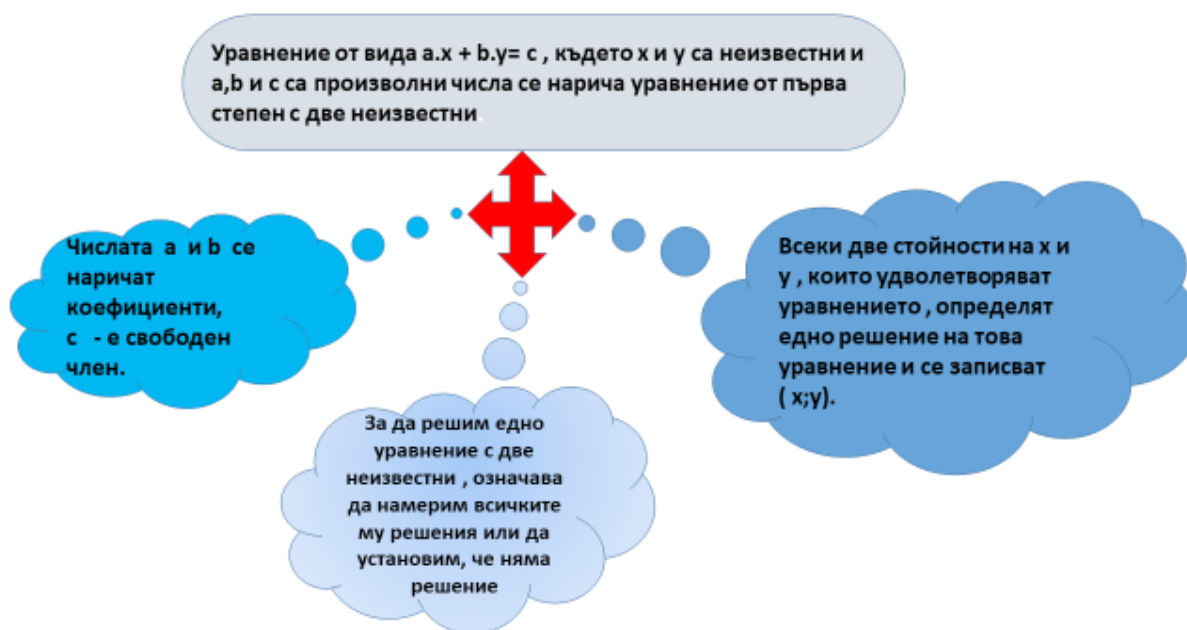 Уравнение от вида a.x + b.y= c , където x и y са неизвестни и
a,b и c са произволни числа се нарича уравнение от първа
степен с две неизвестни.
Числата a и b се
наричат
коефициенти,
c - е свободен
член.
Всеки две стойности на x и
y , които удволетворяват
уравнението , определят
едно решение на това
уравнение и се записват
( x;y).
За да решим едно
уравнение с две
неизвестни , означава
да намерим всичките
му решения или да
установим, че няма
решение